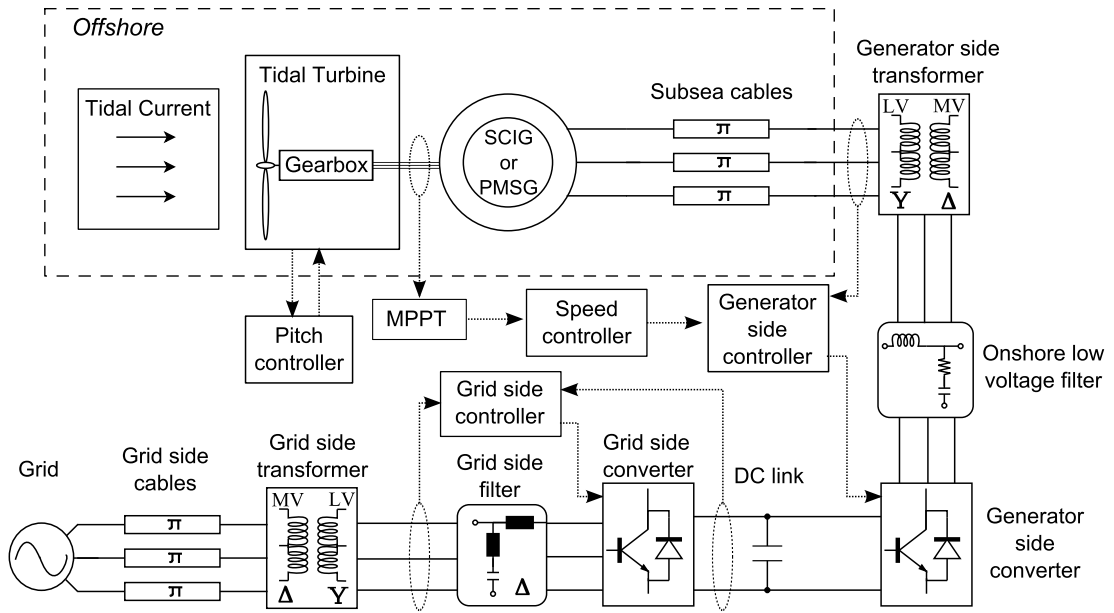 Offshore
Tidal Current
Tidal Turbine
Gearbox
SCIG
or
PMSG
Subsea cables
π
π
π
Generator side
transformer
LV MV
Y Δ
Pitch
controller
MPPT
Speed
controller
Generator
side
controller
Onshore low
voltage filter
Grid side
controller
Grid
Grid side
cables
π
π
π
Grid side
transformer
MV LV
Δ Y
Grid side
filter
Δ
Grid side
converter
DC link
Generator
side
converter